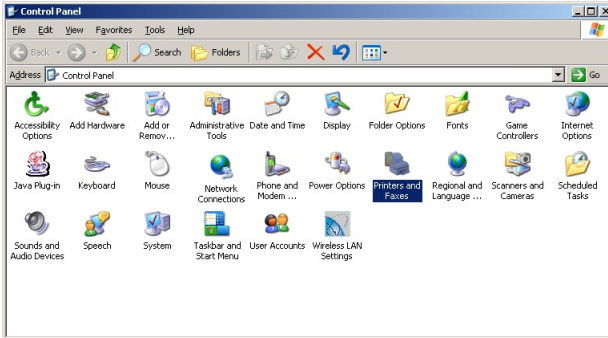 Control Panel
File Edit View Favorites Tools Help
Back Search Folders
Address Control Panel Go
Accessibility Options
Add Hardware
Add or Remov...
Administrative Tools
Date and Time
Display
Folder Options
Fonts
Game Controllers
Internet Options
Java Plug-in
Keyboard
Mouse
Network Connections
Phone and Modem ...
Power Options
Printers and Faxes
Regional and Language ...
Scanners and Cameras
Scheduled Tasks
Sounds and Audio Devices
Speech
System
Taskbar and Start Menu
User Accounts
Wireless LAN Settings